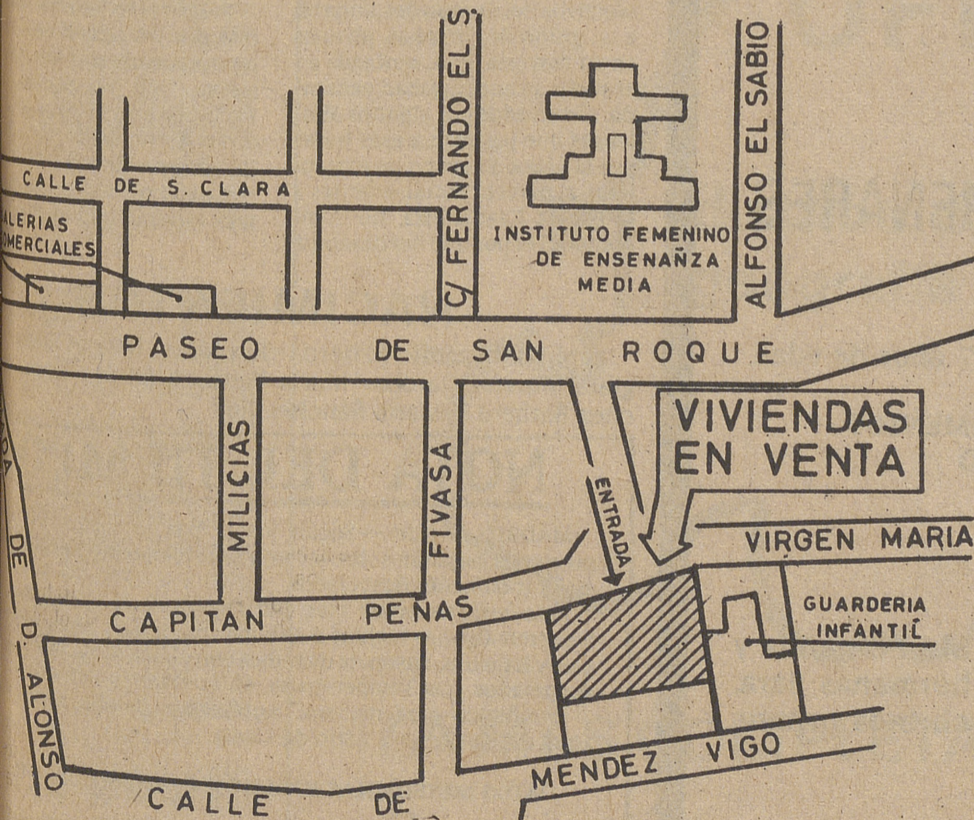 C/ FERNANDO EL S.
ALFONSO EL SABIO
CALLE DE S. CLARA
ALERIAS
OMERCIALES
INSTITUTO FEMENINO
DE ENSENAÑZA
MEDIA
PASEO DE SAN ROQUE
VIVIENDAS
EN VENTA
MILICIAS
FIVASA
ENTRADA
VIRGEN MARIA
DE D. ALONSO
CAPITAN PEÑAS
GUARDERIA
INFANTIL
MENDEZ VIGO
CALLE DE